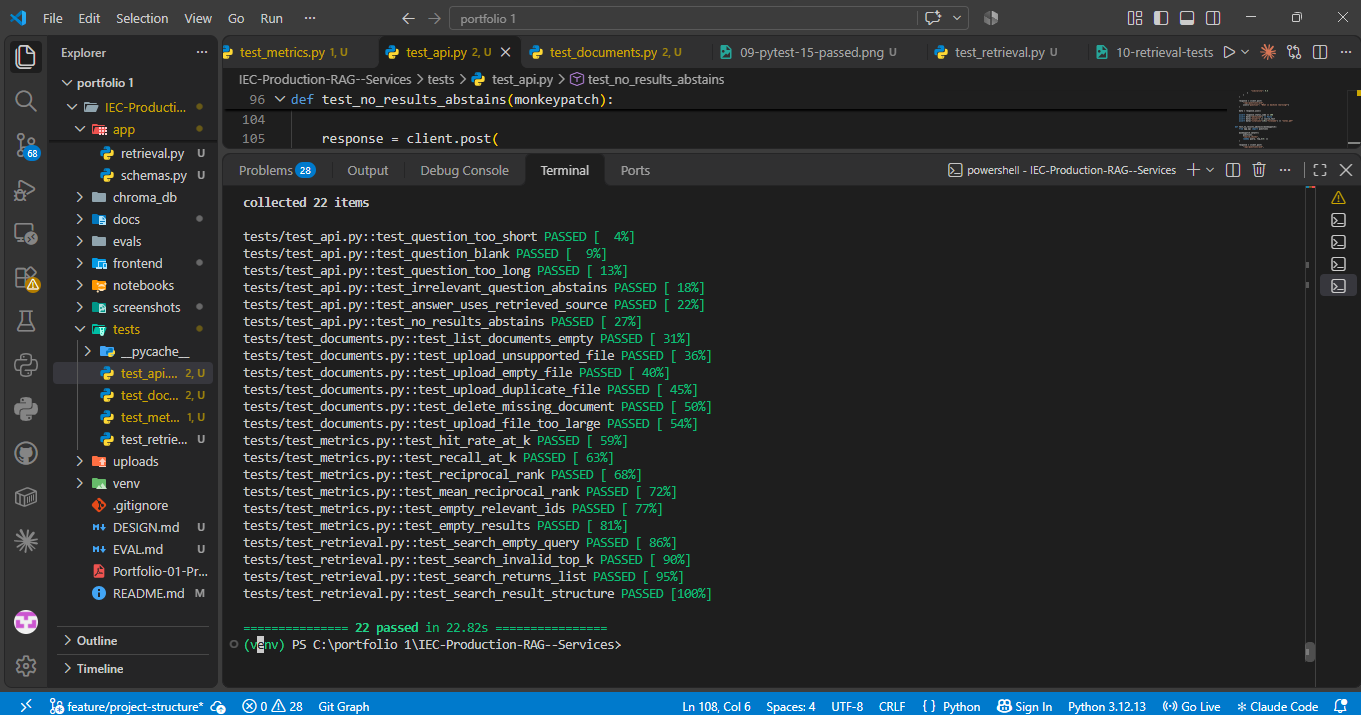 File Edit Selection View Go Run ··· portfolio 1
Explorer ···
test_metrics.py 1, U test_api.py 2, U test_documents.py 2, U 09-pytest-15-passed.png U test_retrieval.py U 10-retrieval-tests
portfolio 1
IEC-Producti...
app
retrieval.py U
schemas.py U
chroma_db
docs
evals
frontend
notebooks
screenshots
tests
__pycache__
test_api.... 2, U
test_doc... 2, U
test_met... 1, U
test_retrie... U
uploads
venv
.gitignore
DESIGN.md U
EVAL.md U
Portfolio-01-Pr...
README.md M
Outline
Timeline
68
IEC-Production-RAG--Services > tests > test_api.py > test_no_results_abstains
96 def test_no_results_abstains(monkeypatch):
104
105 response = client.post(
Problems 28 Output Debug Console Terminal Ports powershell - IEC-Production-RAG--Services
collected 22 items
tests/test_api.py::test_question_too_short PASSED [  4%]
tests/test_api.py::test_question_blank PASSED [  9%]
tests/test_api.py::test_question_too_long PASSED [ 13%]
tests/test_api.py::test_irrelevant_question_abstains PASSED [ 18%]
tests/test_api.py::test_answer_uses_retrieved_source PASSED [ 22%]
tests/test_api.py::test_no_results_abstains PASSED [ 27%]
tests/test_documents.py::test_list_documents_empty PASSED [ 31%]
tests/test_documents.py::test_upload_unsupported_file PASSED [ 36%]
tests/test_documents.py::test_upload_empty_file PASSED [ 40%]
tests/test_documents.py::test_upload_duplicate_file PASSED [ 45%]
tests/test_documents.py::test_delete_missing_document PASSED [ 50%]
tests/test_documents.py::test_upload_file_too_large PASSED [ 54%]
tests/test_metrics.py::test_hit_rate_at_k PASSED [ 59%]
tests/test_metrics.py::test_recall_at_k PASSED [ 63%]
tests/test_metrics.py::test_reciprocal_rank PASSED [ 68%]
tests/test_metrics.py::test_mean_reciprocal_rank PASSED [ 72%]
tests/test_metrics.py::test_empty_relevant_ids PASSED [ 77%]
tests/test_metrics.py::test_empty_results PASSED [ 81%]
tests/test_retrieval.py::test_search_empty_query PASSED [ 86%]
tests/test_retrieval.py::test_search_invalid_top_k PASSED [ 90%]
tests/test_retrieval.py::test_search_returns_list PASSED [ 95%]
tests/test_retrieval.py::test_search_result_structure PASSED [100%]
=============== 22 passed in 22.82s ================
(venv) PS C:\portfolio 1\IEC-Production-RAG--Services>
feature/project-structure* 0 28 Git Graph Ln 108, Col 6 Spaces: 4 UTF-8 CRLF { } Python Sign In Python 3.12.13 Go Live Claude Code